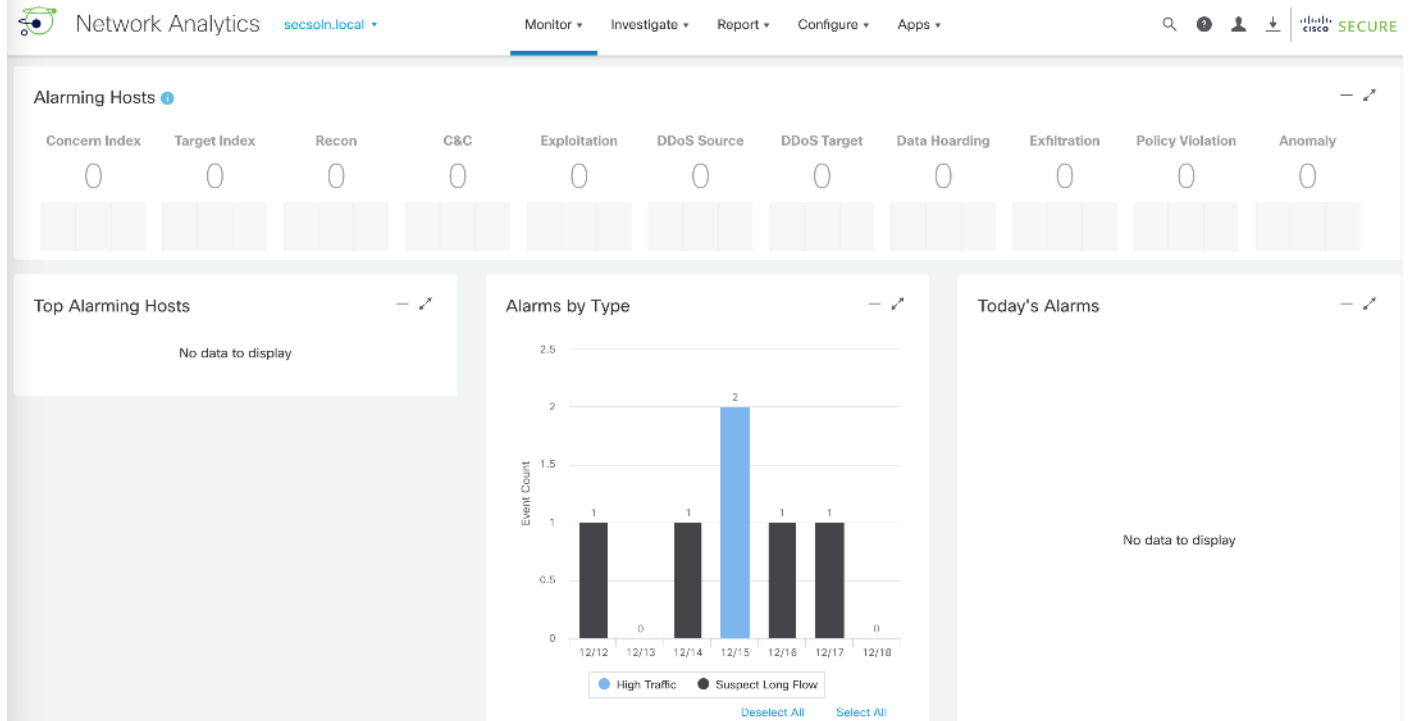 Network Analytics secsoln.local
Monitor Investigate Report Configure Apps
cisco SECURE
Alarming Hosts
Concern Index Target Index Recon C&C Exploitation DDoS Source DDoS Target Data Hoarding Exfiltration Policy Violation Anomaly
0 0 0 0 0 0 0 0 0 0 0
Top Alarming Hosts
No data to display
Alarms by Type
Event Count
2.5
2
1.5
1
0.5
0
1 0 1 2 1 1 0
12/12 12/13 12/14 12/15 12/16 12/17 12/18
High Traffic Suspect Long Flow
Deselect All Select All
Today's Alarms
No data to display